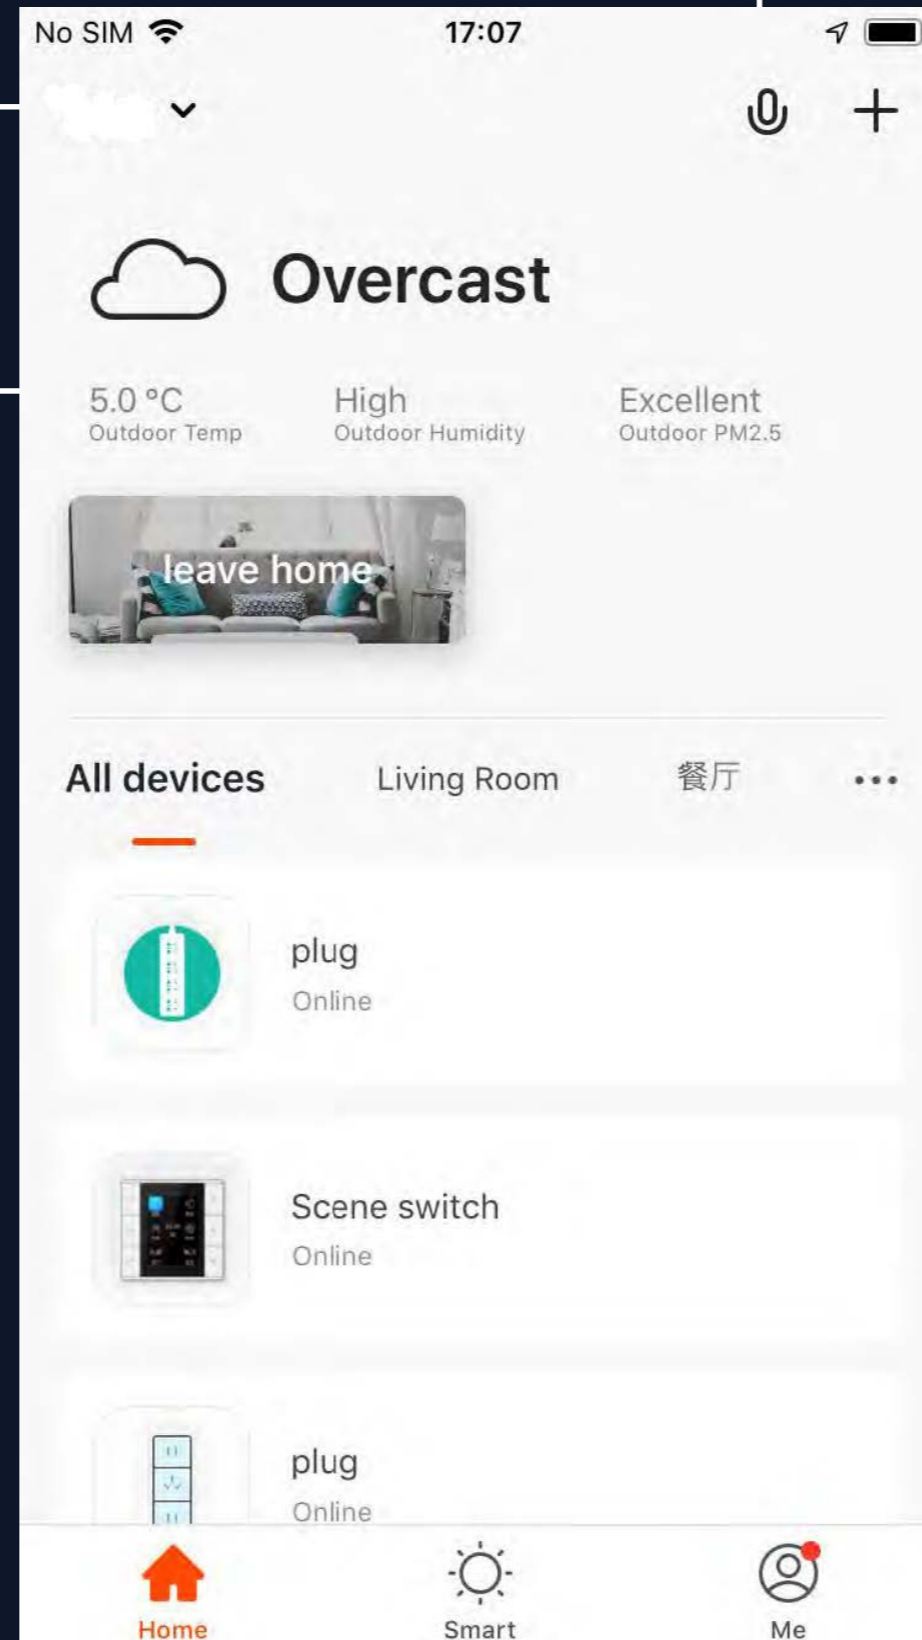 No SIM
17:07
Overcast
5.0 °C
High
Excellent
Outdoor Temp
Outdoor Humidity
Outdoor PM2.5
leave home
All devices
Living Room
餐厅
plug
Online
Scene switch
Online
plug
Online
Home
Smart
Me